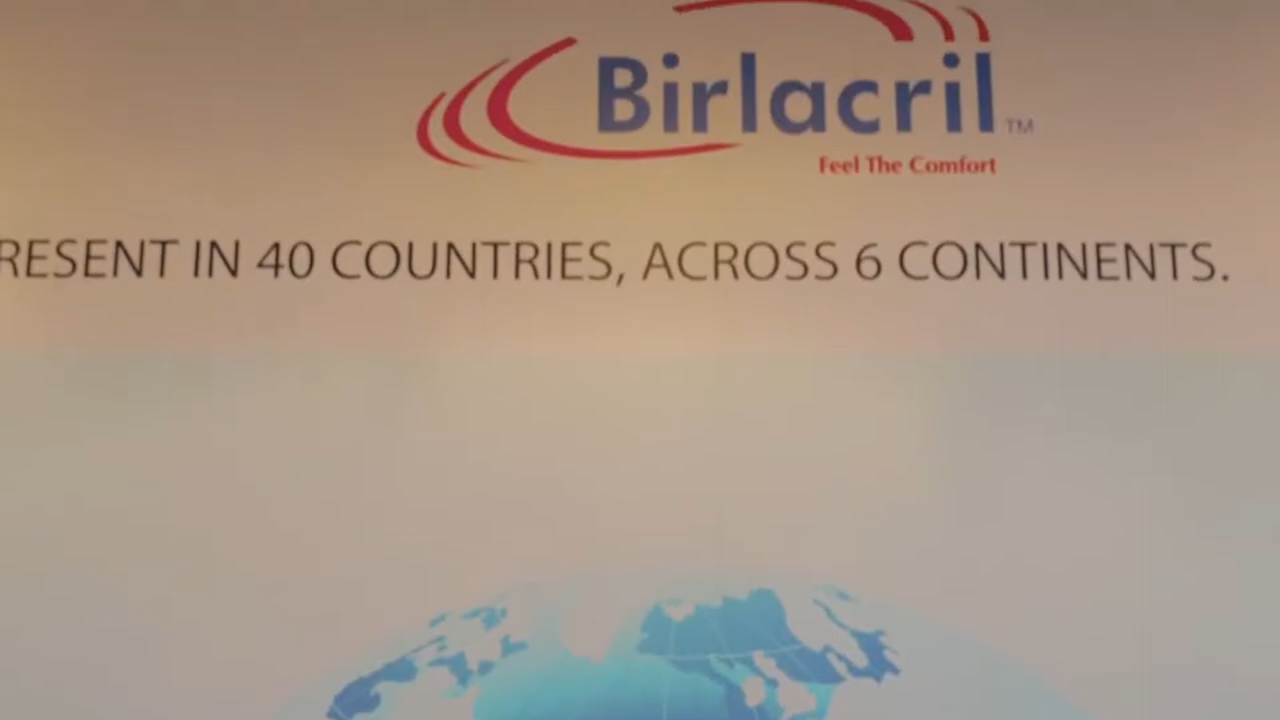 Birlacril TM
Feel The Comfort
RESENT IN 40 COUNTRIES, ACROSS 6 CONTINENTS.